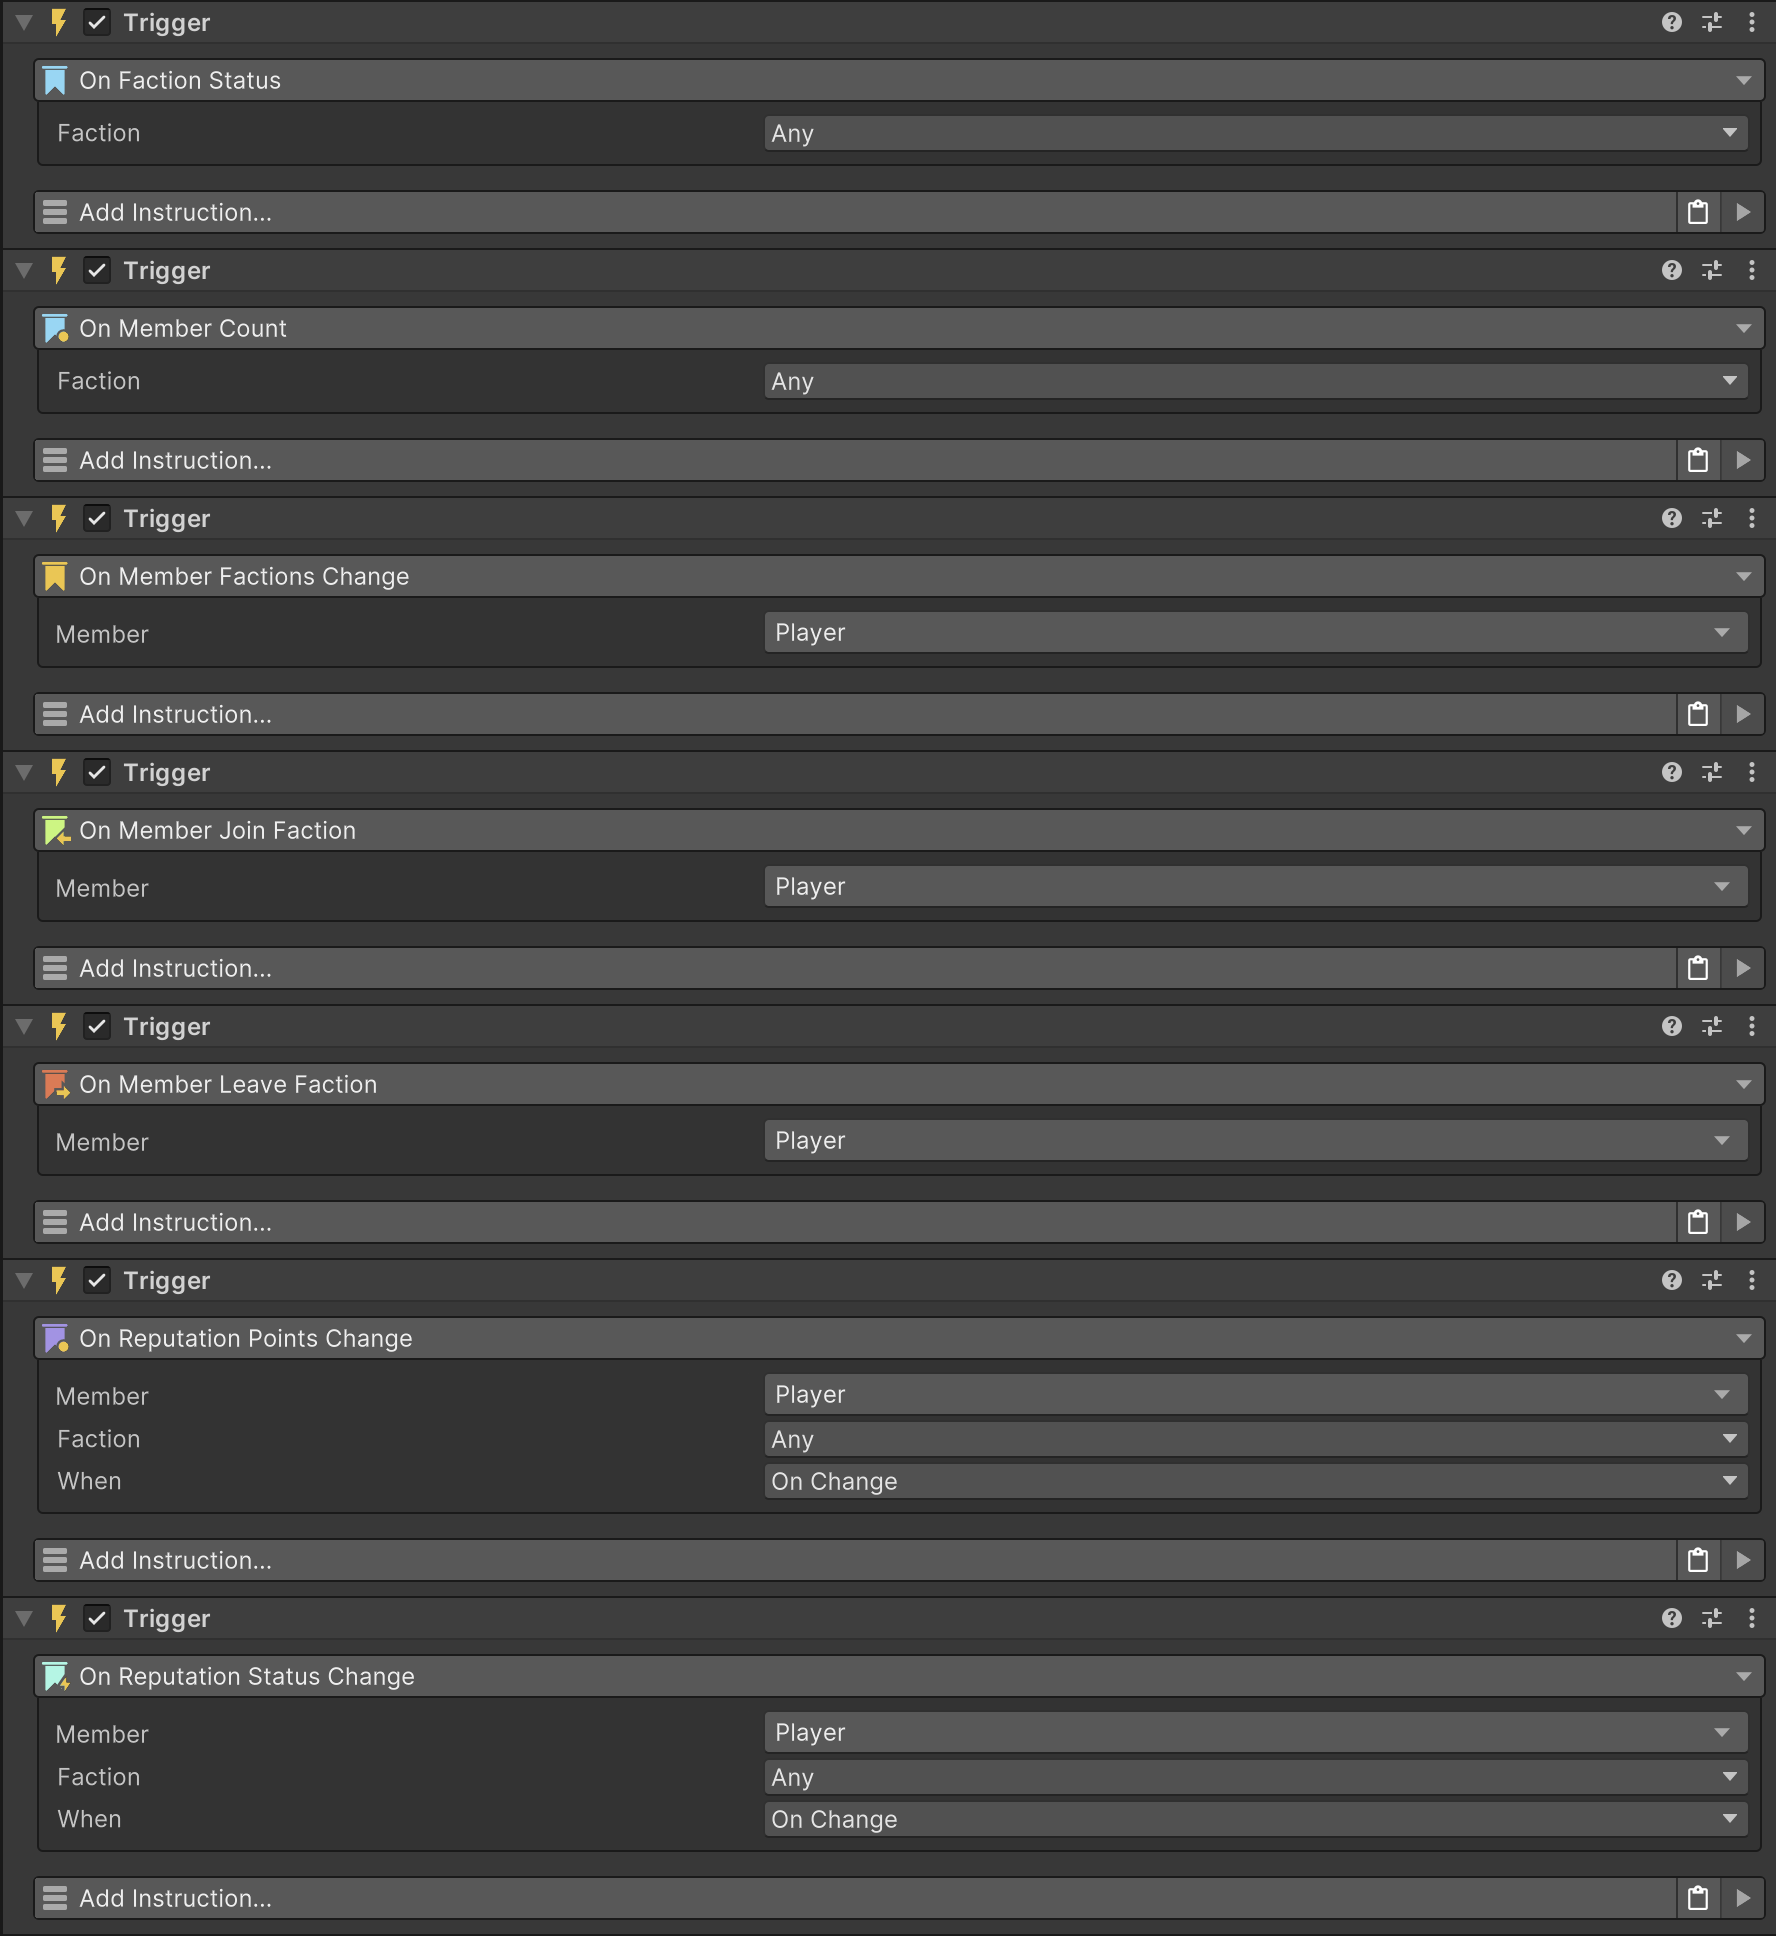 Trigger
On Faction Status
Faction Any
Add Instruction...
Trigger
On Member Count
Faction Any
Add Instruction...
Trigger
On Member Factions Change
Member Player
Add Instruction...
Trigger
On Member Join Faction
Member Player
Add Instruction...
Trigger
On Member Leave Faction
Member Player
Add Instruction...
Trigger
On Reputation Points Change
Member Player
Faction Any
When On Change
Add Instruction...
Trigger
On Reputation Status Change
Member Player
Faction Any
When On Change
Add Instruction...